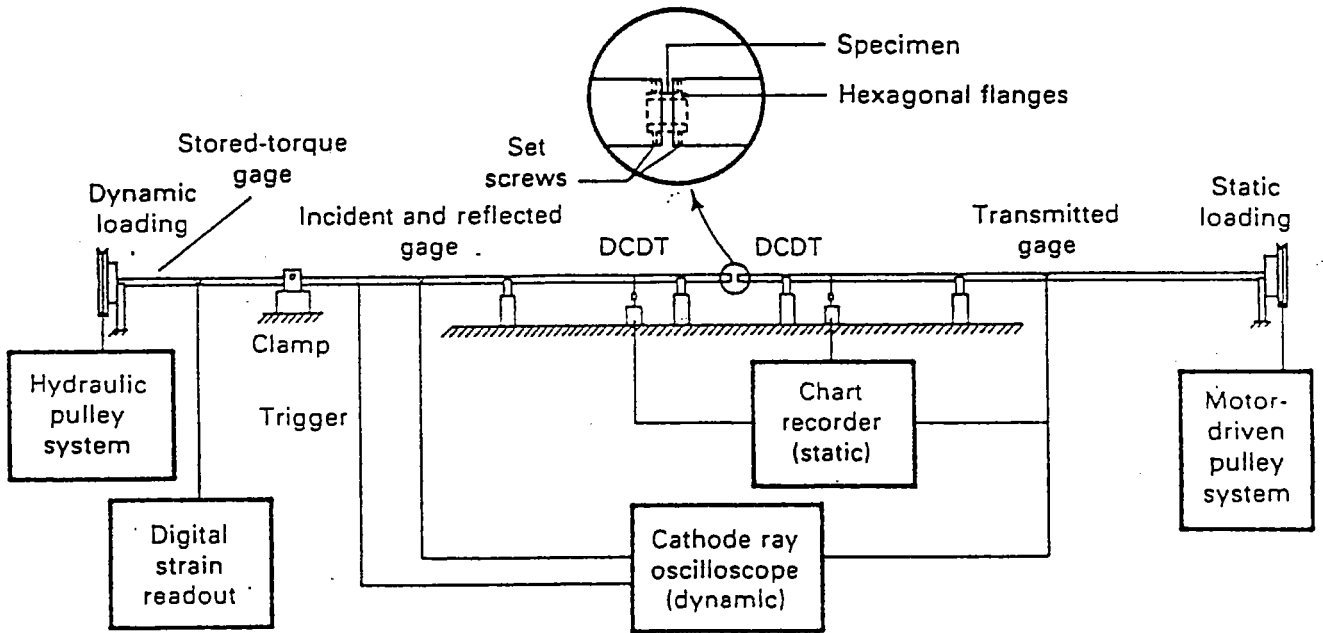 Specimen
Hexagonal flanges
Set
screws
Stored-torque
gage
Dynamic
loading
Incident and reflected
gage
DCDT
DCDT
Transmitted
gage
Static
loading
Clamp
Trigger
Hydraulic
pulley
system
Digital
strain
readout
Chart
recorder
(static)
Cathode ray
oscilloscope
(dynamic)
Motor-
driven
pulley
system